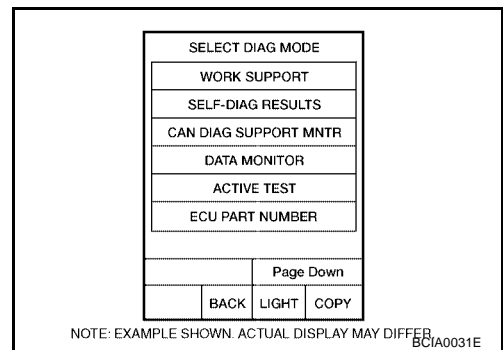 SELECT DIAG MODE
WORK SUPPORT
SELF-DIAG RESULTS
CAN DIAG SUPPORT MNTR
DATA MONITOR
ACTIVE TEST
ECU PART NUMBER
Page Down
BACK LIGHT COPY
NOTE: EXAMPLE SHOWN. ACTUAL DISPLAY MAY DIFFER.
BCIA0031E